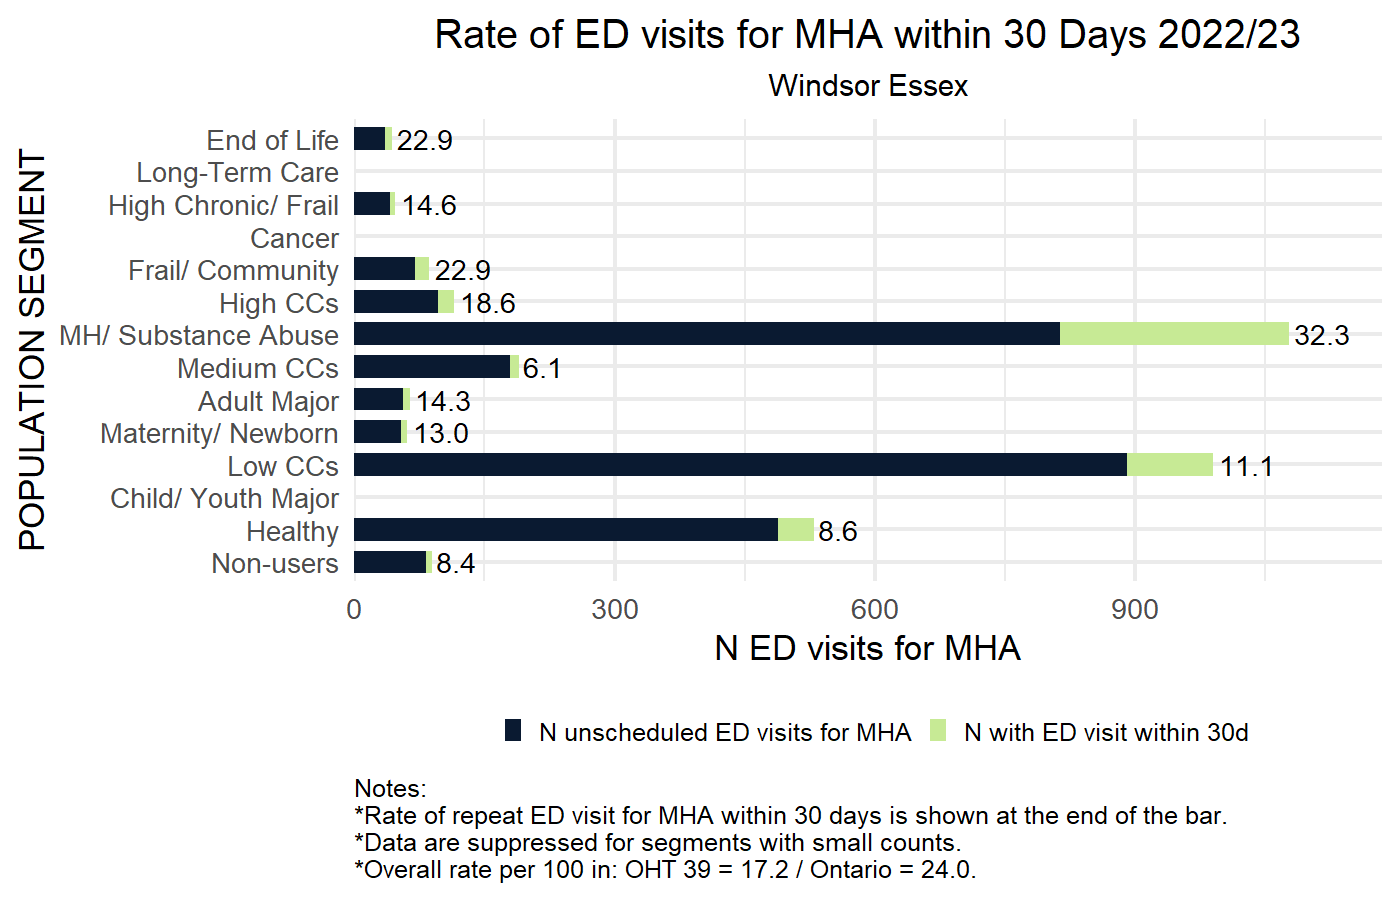 Rate of ED visits for MHA within 30 Days 2022/23
Windsor Essex
POPULATION SEGMENT
End of Life 22.9
Long-Term Care
High Chronic/ Frail 14.6
Cancer
Frail/ Community 22.9
High CCs 18.6
MH/ Substance Abuse 32.3
Medium CCs 6.1
Adult Major 14.3
Maternity/ Newborn 13.0
Low CCs 11.1
Child/ Youth Major
Healthy 8.6
Non-users 8.4
0 300 600 900
N ED visits for MHA
N unscheduled ED visits for MHA N with ED visit within 30d
Notes:
*Rate of repeat ED visit for MHA within 30 days is shown at the end of the bar.
*Data are suppressed for segments with small counts.
*Overall rate per 100 in: OHT 39 = 17.2 / Ontario = 24.0.